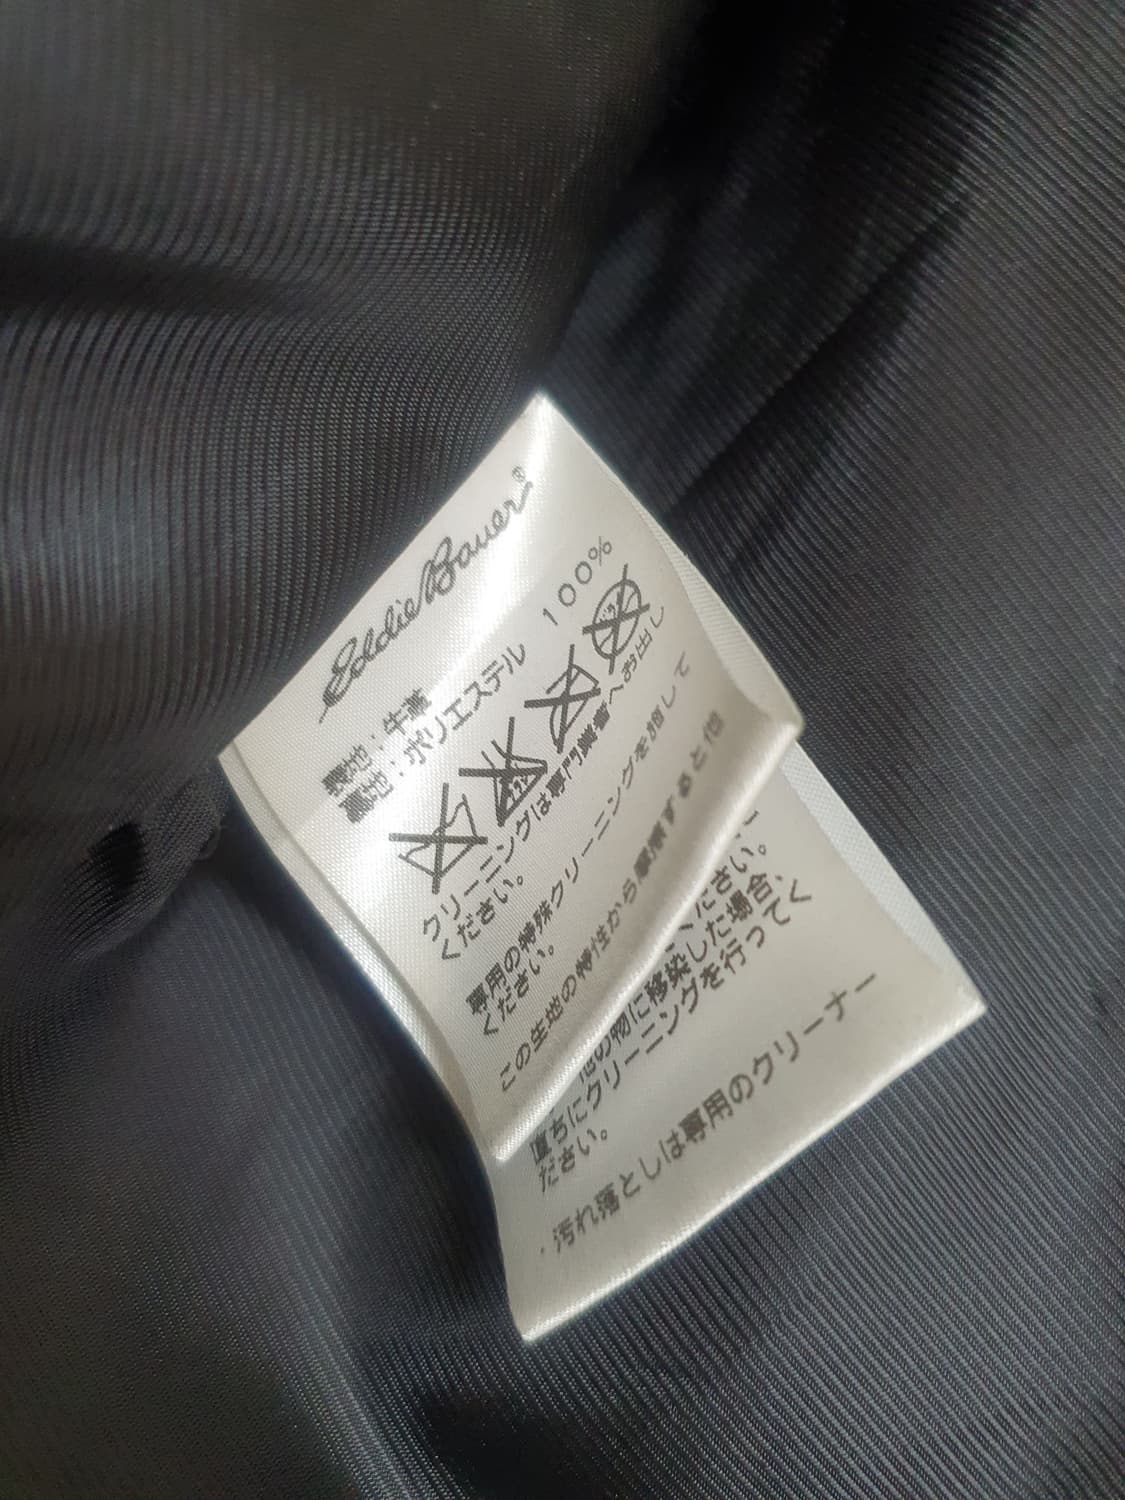 Eddie Bauer®
表地：牛革
裏地：ポリエステル 100%
クリーニングは専門業者へお出し
ください。
専用の特殊クリーニングを施して
ください。
この生地の特性から摩擦すると他
ださい。
他の物に移染した場合、
直ちにクリーニングを行ってく
ださい。
・汚れ落としは専用のクリーナー